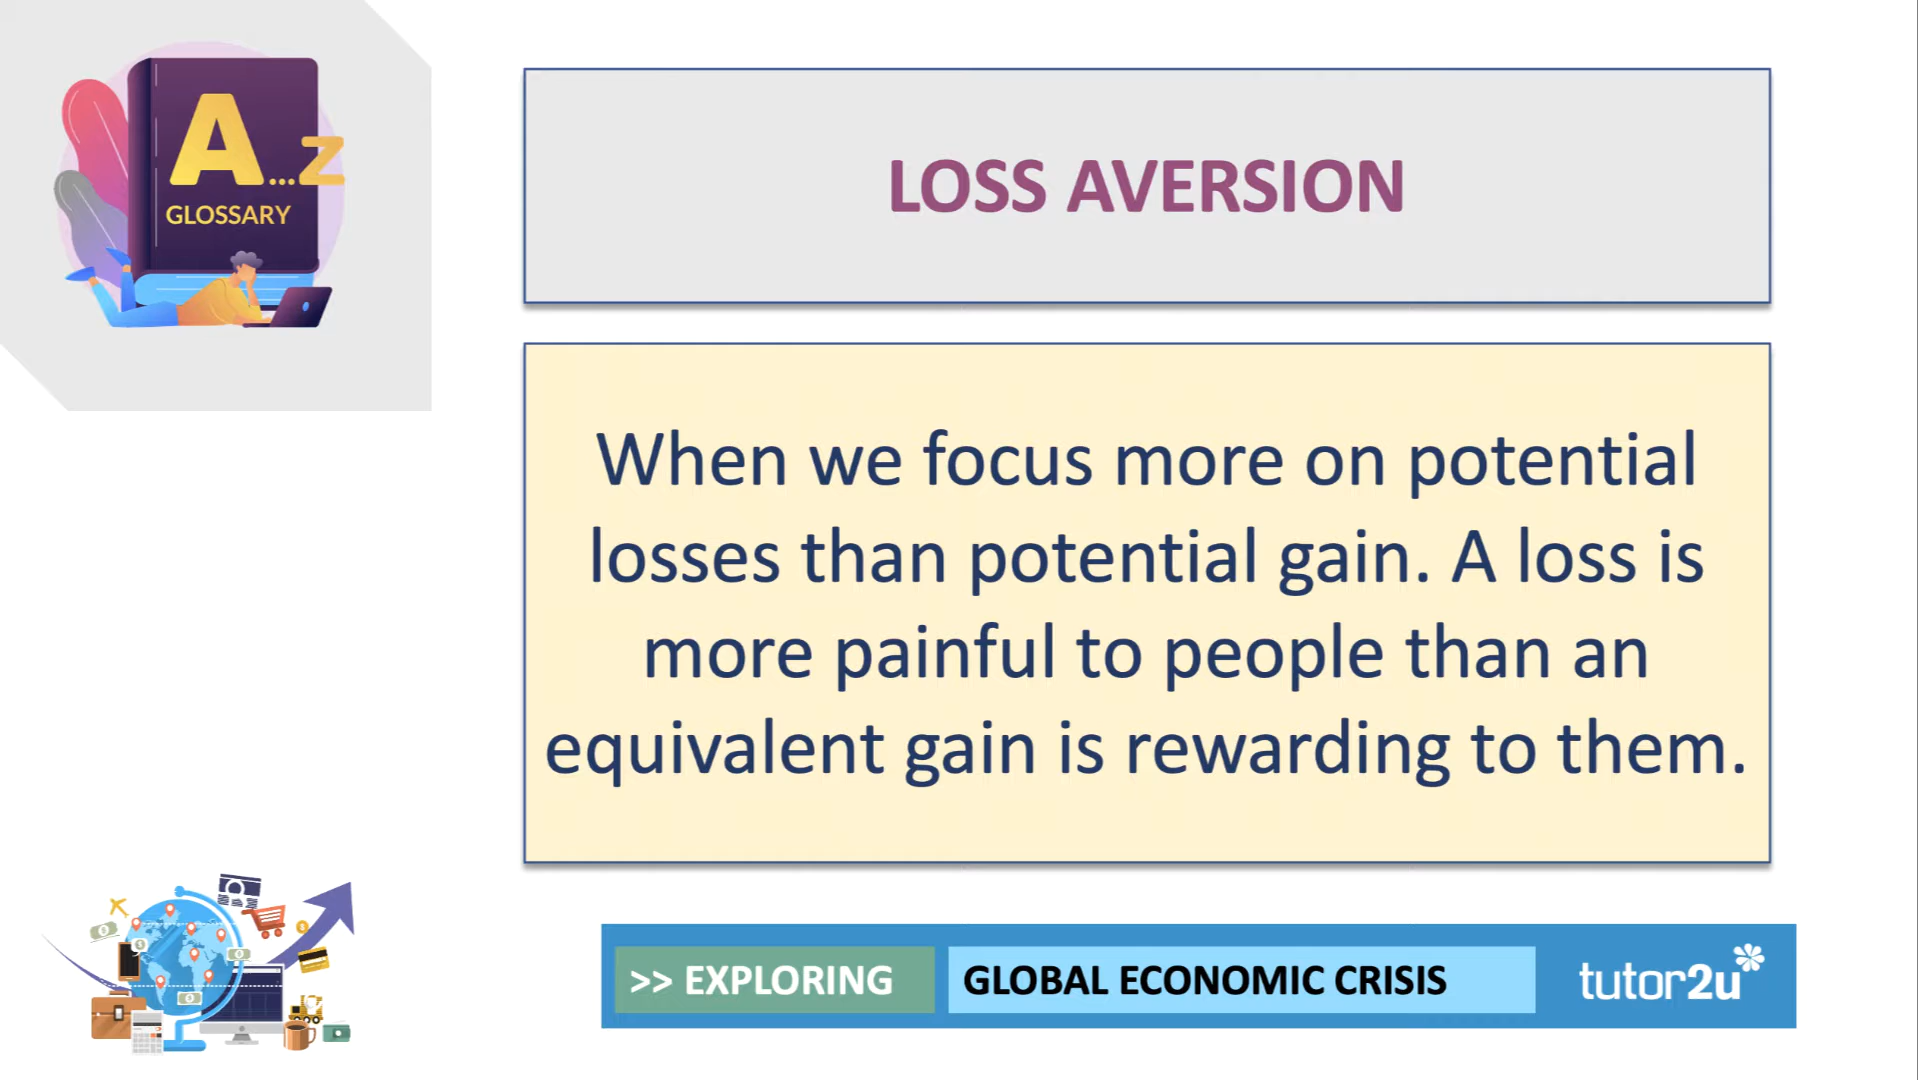 A...Z
GLOSSARY
LOSS AVERSION
When we focus more on potential
losses than potential gain. A loss is
more painful to people than an
equivalent gain is rewarding to them.
>> EXPLORING
GLOBAL ECONOMIC CRISIS
tutor2u